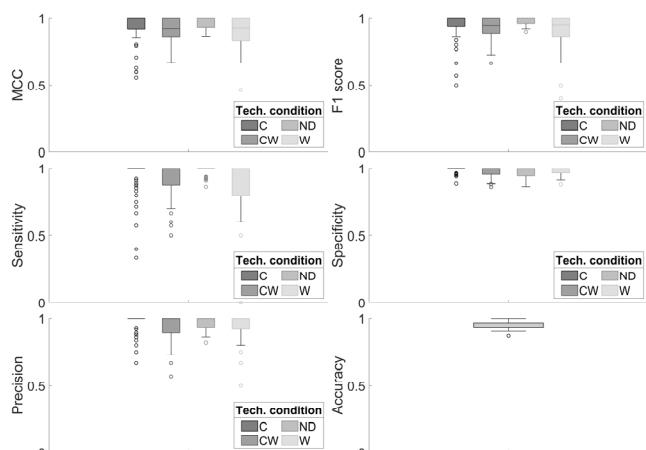 1
MCC
0.5
0
Tech. condition
C ND
CW W
1
F1 score
0.5
0
Tech. condition
C ND
CW W
1
Sensitivity
0.5
0
Tech. condition
C ND
CW W
1
Specificity
0.5
0
Tech. condition
C ND
CW W
1
Precision
0.5
0
Tech. condition
C ND
CW W
1
Accuracy
0.5
0